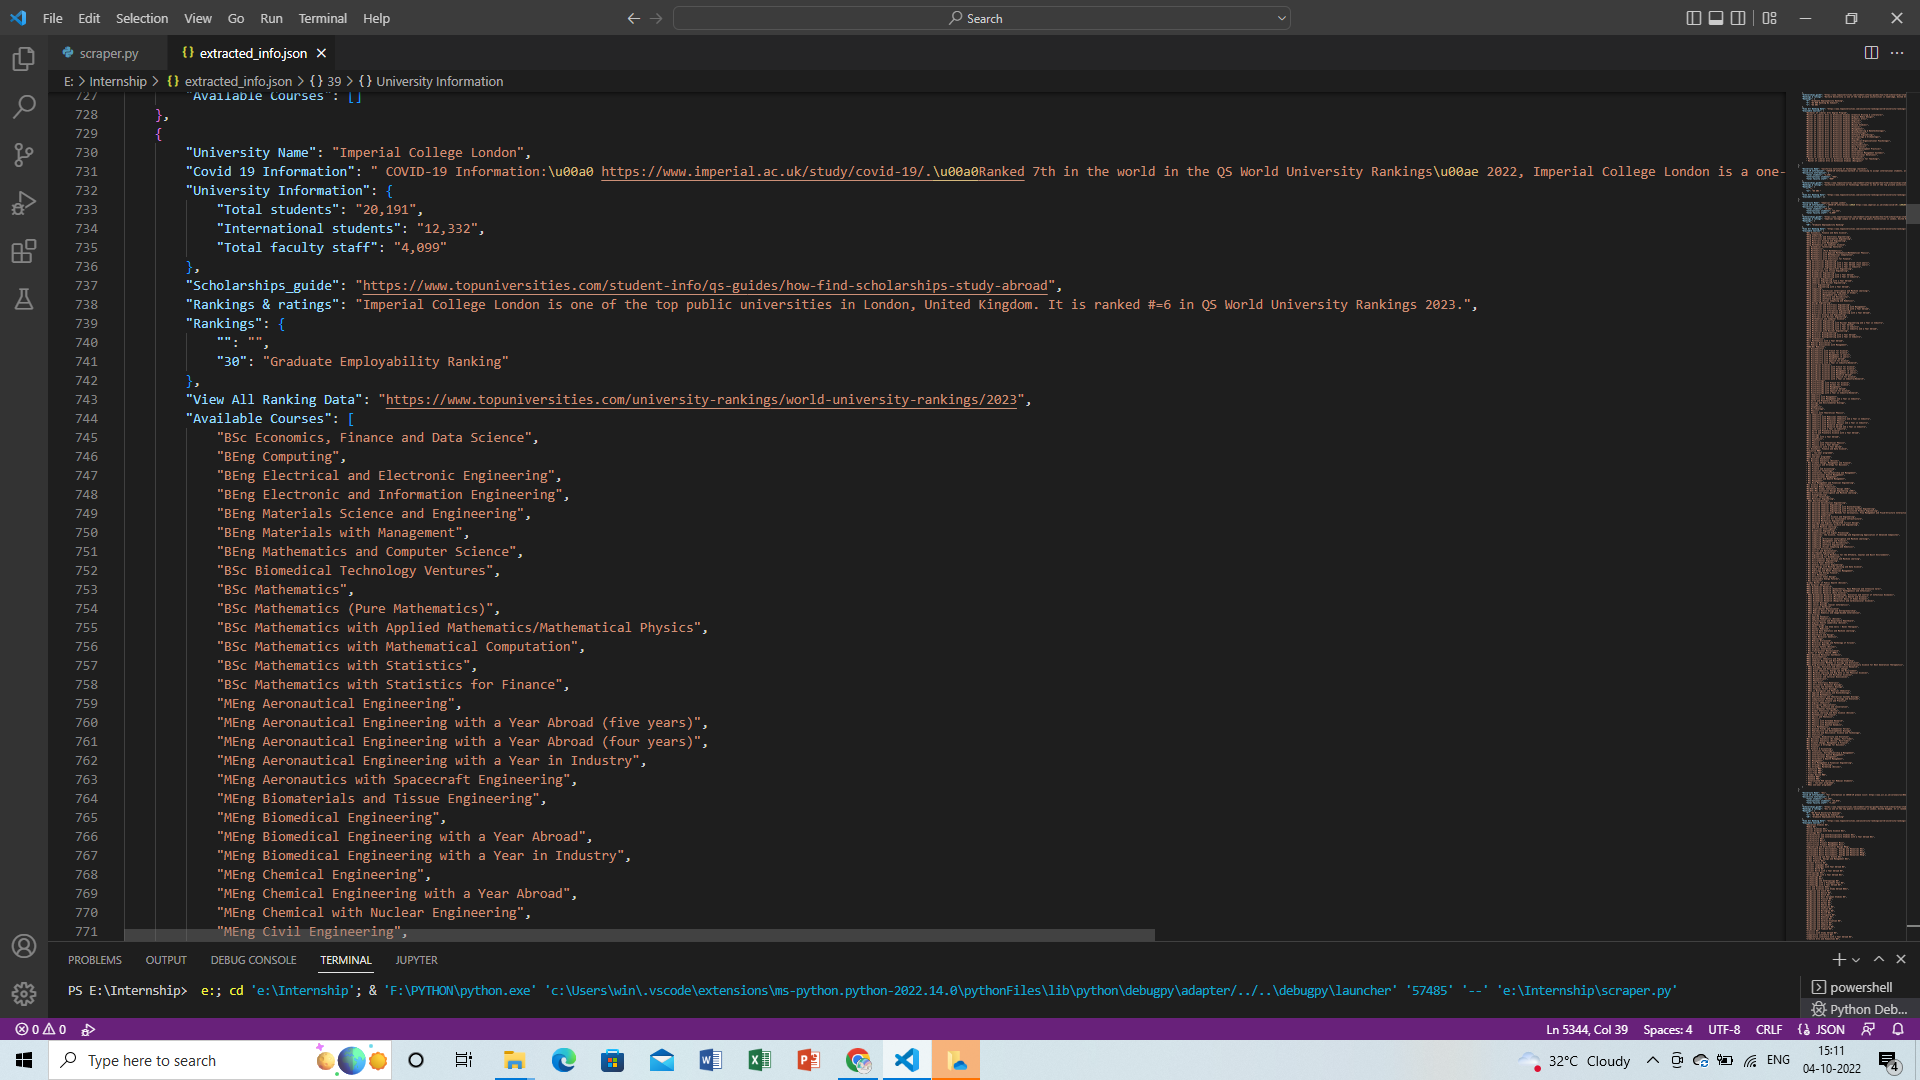 File Edit Selection View Go Run Terminal Help
Search
scraper.py
{} extracted_info.json
E: > Internship > {} extracted_info.json > {} 39 > {} University Information
727 "Available Courses": []
728 },
729 {
730 "University Name": "Imperial College London",
731 "Covid 19 Information": " COVID-19 Information:\u00a0 https://www.imperial.ac.uk/study/covid-19/.\u00a0Ranked 7th in the world in the QS World University Rankings\u00ae 2022, Imperial College London is a one-
732 "University Information": {
733 "Total students": "20,191",
734 "International students": "12,332",
735 "Total faculty staff": "4,099"
736 },
737 "Scholarships_guide": "https://www.topuniversities.com/student-info/qs-guides/how-find-scholarships-study-abroad",
738 "Rankings & ratings": "Imperial College London is one of the top public universities in London, United Kingdom. It is ranked #=6 in QS World University Rankings 2023.",
739 "Rankings": {
740 "": "",
741 "30": "Graduate Employability Ranking"
742 },
743 "View All Ranking Data": "https://www.topuniversities.com/university-rankings/world-university-rankings/2023",
744 "Available Courses": [
745 "BSc Economics, Finance and Data Science",
746 "BEng Computing",
747 "BEng Electrical and Electronic Engineering",
748 "BEng Electronic and Information Engineering",
749 "BEng Materials Science and Engineering",
750 "BEng Materials with Management",
751 "BEng Mathematics and Computer Science",
752 "BSc Biomedical Technology Ventures",
753 "BSc Mathematics",
754 "BSc Mathematics (Pure Mathematics)",
755 "BSc Mathematics with Applied Mathematics/Mathematical Physics",
756 "BSc Mathematics with Mathematical Computation",
757 "BSc Mathematics with Statistics",
758 "BSc Mathematics with Statistics for Finance",
759 "MEng Aeronautical Engineering",
760 "MEng Aeronautical Engineering with a Year Abroad (five years)",
761 "MEng Aeronautical Engineering with a Year Abroad (four years)",
762 "MEng Aeronautical Engineering with a Year in Industry",
763 "MEng Aeronautics with Spacecraft Engineering",
764 "MEng Biomaterials and Tissue Engineering",
765 "MEng Biomedical Engineering",
766 "MEng Biomedical Engineering with a Year Abroad",
767 "MEng Biomedical Engineering with a Year in Industry",
768 "MEng Chemical Engineering",
769 "MEng Chemical Engineering with a Year Abroad",
770 "MEng Chemical with Nuclear Engineering",
771 "MEng Civil Engineering",
PROBLEMS OUTPUT DEBUG CONSOLE TERMINAL JUPYTER
PS E:\Internship> e:; cd 'e:\Internship'; & 'F:\PYTHON\python.exe' 'c:\Users\win\.vscode\extensions\ms-python.python-2022.14.0\pythonFiles\lib\python\debugpy\adapter/../..\debugpy\launcher' '57485' '--' 'e:\Internship\scraper.py'
powershell
Python Deb...
0 0
Ln 5344, Col 39 Spaces: 4 UTF-8 CRLF {} JSON
Type here to search
32°C Cloudy
ENG
15:11
04-10-2022
4